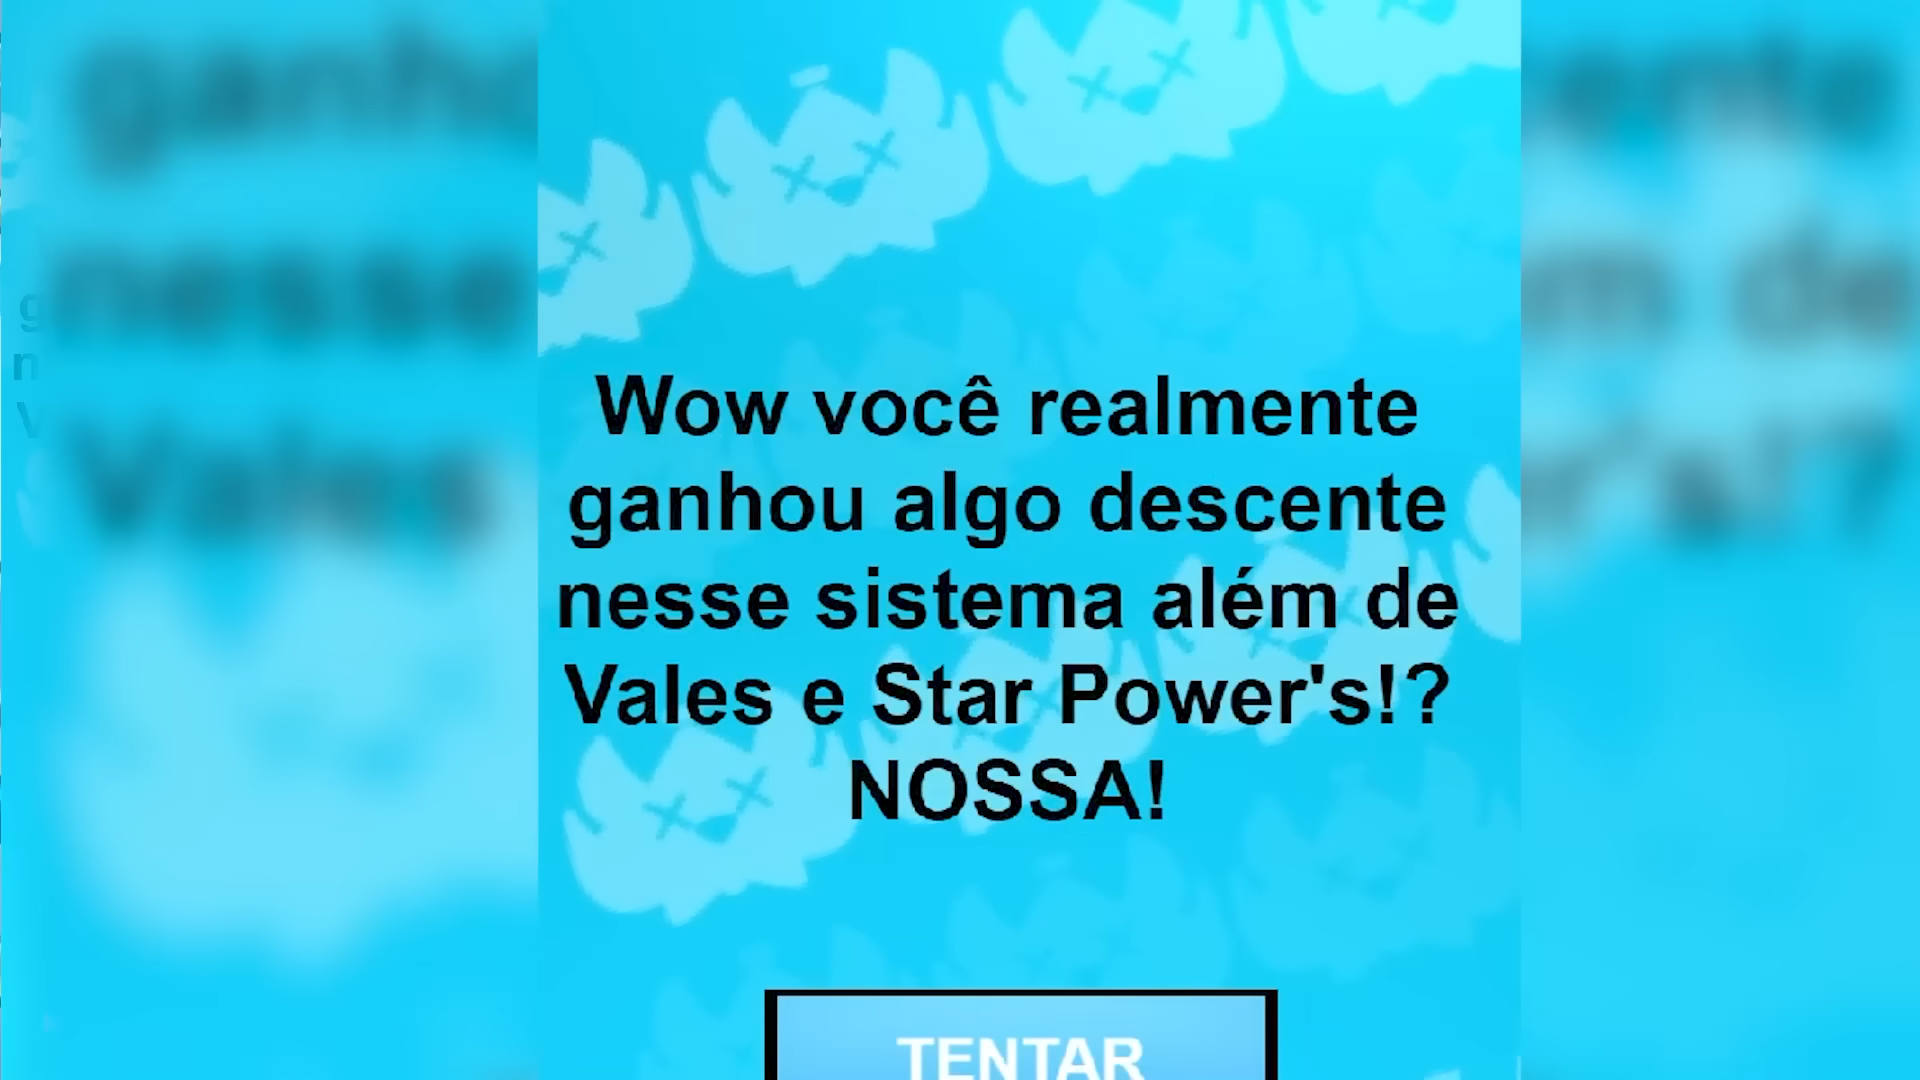 Wow você realmente
ganhou algo descente
nesse sistema além de
Vales e Star Power's!?
NOSSA!
TENTAR